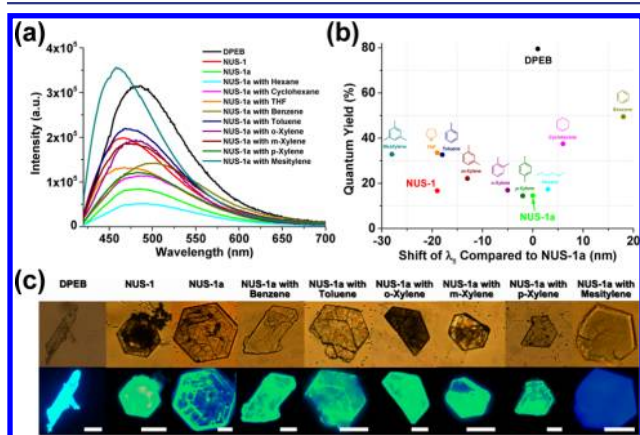 (a)
Intensity (a.u.)
4x10⁵
3x10⁵
2x10⁵
1x10⁵
0
450 500 550 600 650 700
Wavelength (nm)
DPEB
NUS-1
NUS-1a
NUS-1a with Hexane
NUS-1a with Cyclohexane
NUS-1a with THF
NUS-1a with Benzene
NUS-1a with Toluene
NUS-1a with o-Xylene
NUS-1a with m-Xylene
NUS-1a with p-Xylene
NUS-1a with Mesitylene
(b)
Quantum Yield (%)
80
60
40
20
0
-30 -20 -10 0 10 20
Shift of λfl Compared to NUS-1a (nm)
DPEB
Benzene
Cyclohexane
Mesitylene
THF
Toluene
m-Xylene
NUS-1
o-Xylene
p-Xylene
Hexane
NUS-1a
(c)
DPEB
NUS-1
NUS-1a
NUS-1a with Benzene
NUS-1a with Toluene
NUS-1a with o-Xylene
NUS-1a with m-Xylene
NUS-1a with p-Xylene
NUS-1a with Mesitylene